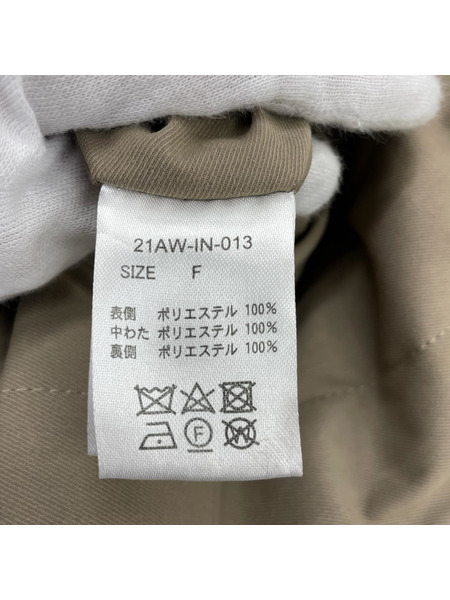 21AW-IN-013
SIZE F
表側 ポリエステル 100%
中わた ポリエステル 100%
裏側 ポリエステル 100%
F
W